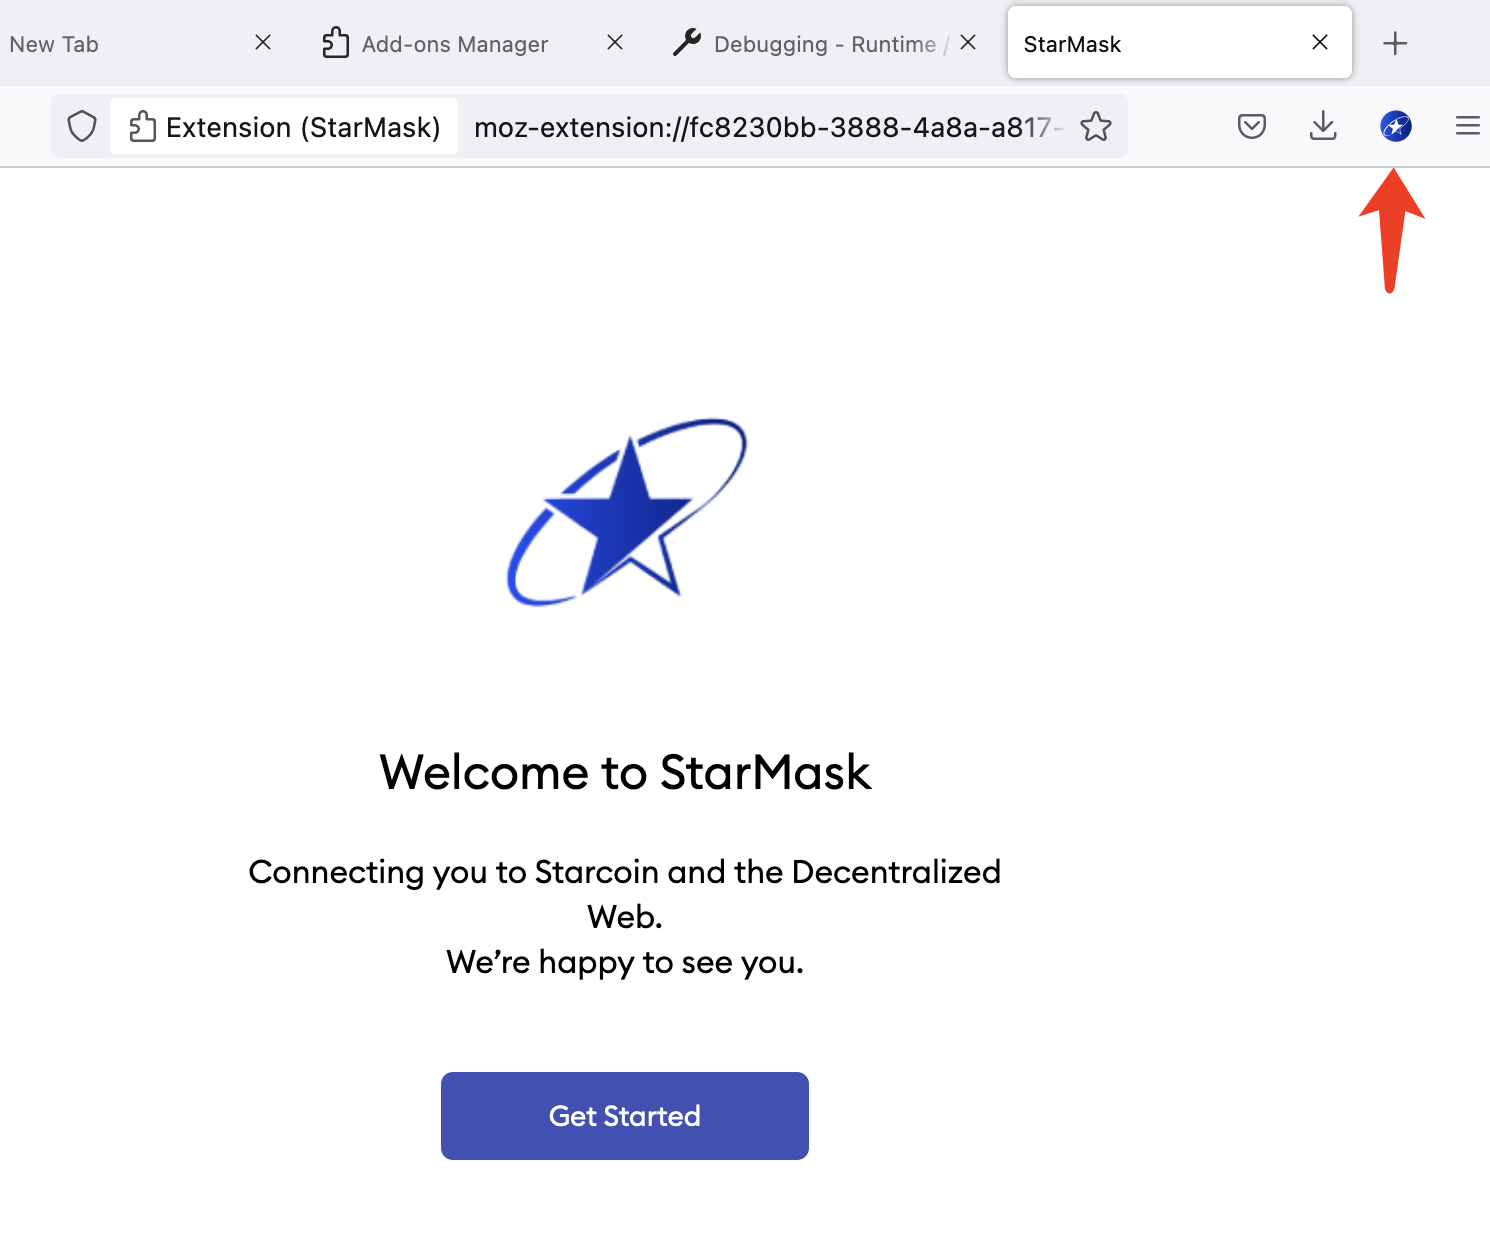 New Tab
Add-ons Manager
Debugging - Runtime /
StarMask
Extension (StarMask)
moz-extension://fc8230bb-3888-4a8a-a817-
Welcome to StarMask
Connecting you to Starcoin and the Decentralized
Web.
We’re happy to see you.
Get Started